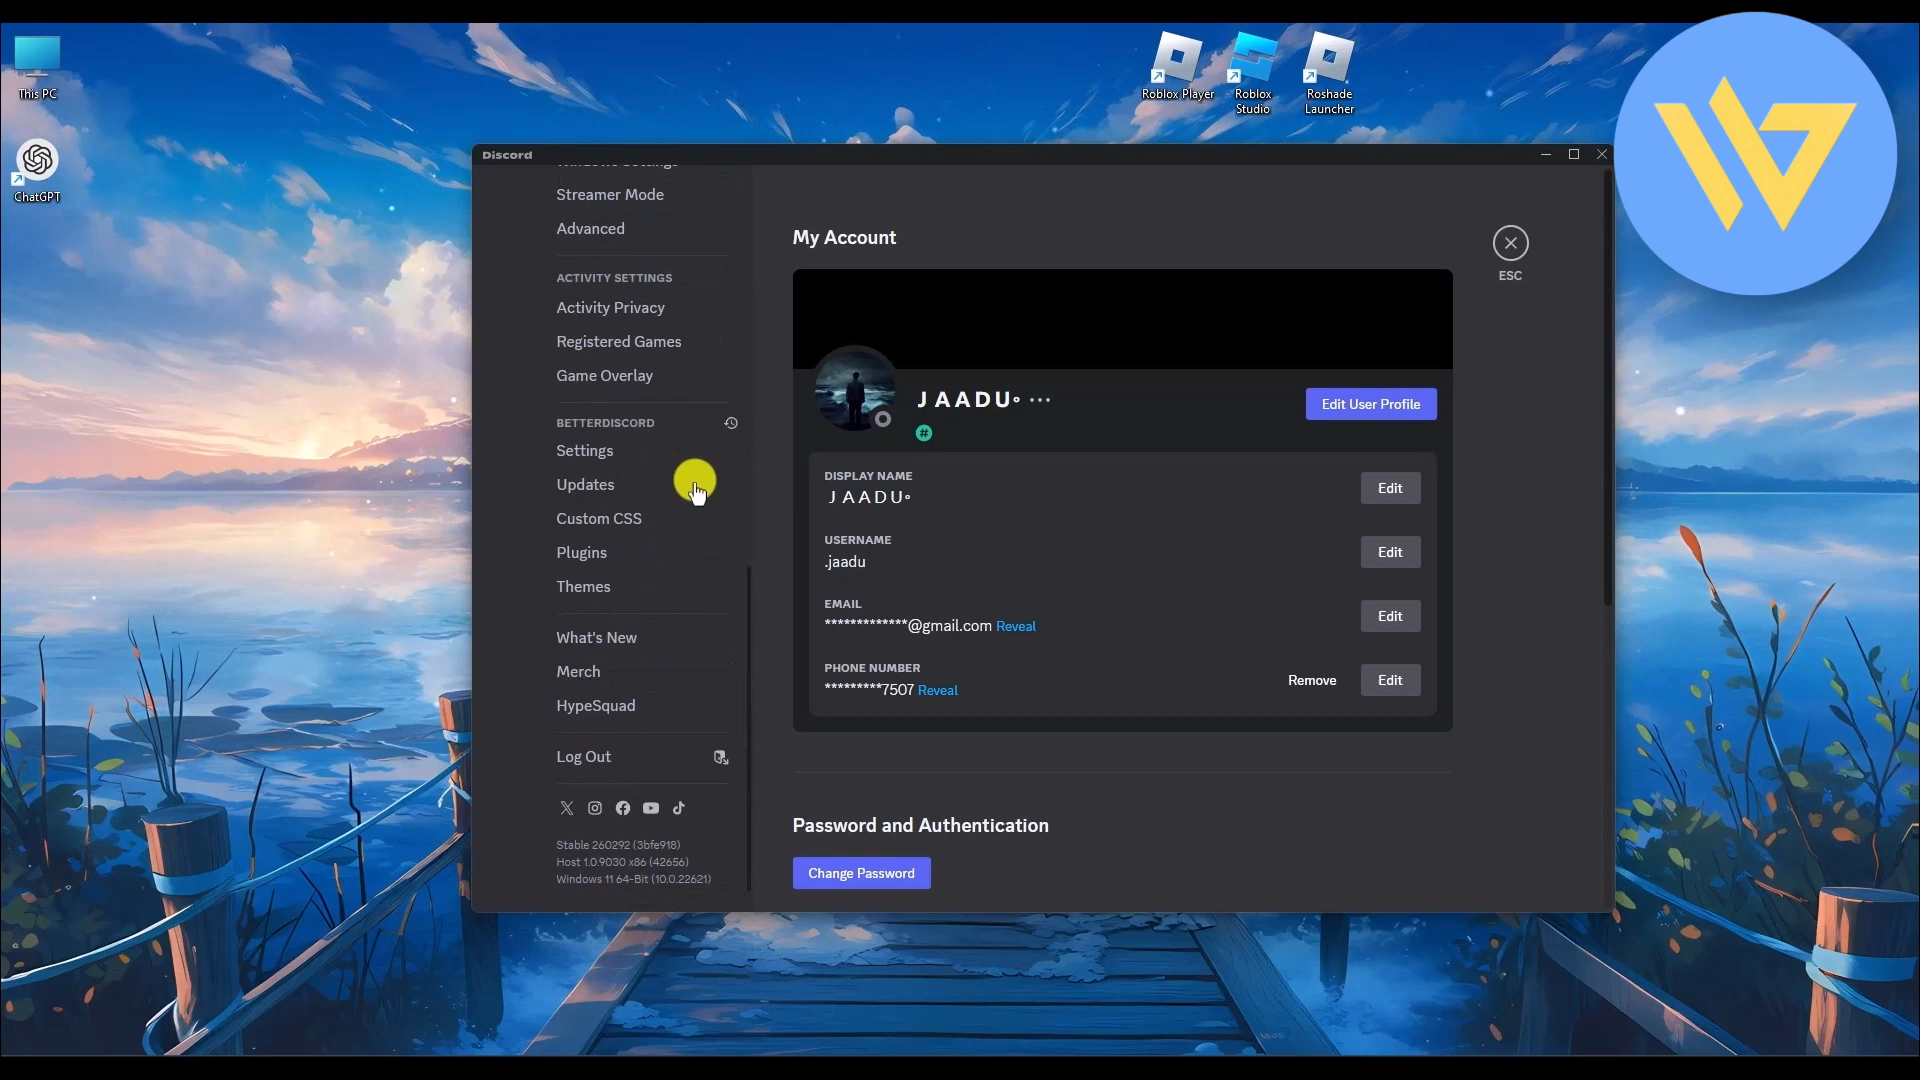 This PC
ChatGPT
Roblox Player
Roblox Studio
Roshade Launcher
Discord
Windows Settings
Streamer Mode
Advanced
ACTIVITY SETTINGS
Activity Privacy
Registered Games
Game Overlay
BETTERDISCORD
Settings
Updates
Custom CSS
Plugins
Themes
What's New
Merch
HypeSquad
Log Out
Stable 260292 (3bfe918)
Host 1.0.9030 x86 (42656)
Windows 11 64-Bit (10.0.22621)
My Account
ESC
J A A D U∘
Edit User Profile
DISPLAY NAME
J A A D U∘
Edit
USERNAME
.jaadu
Edit
EMAIL
*************@gmail.com Reveal
Edit
PHONE NUMBER
*********7507 Reveal
Remove
Edit
Password and Authentication
Change Password